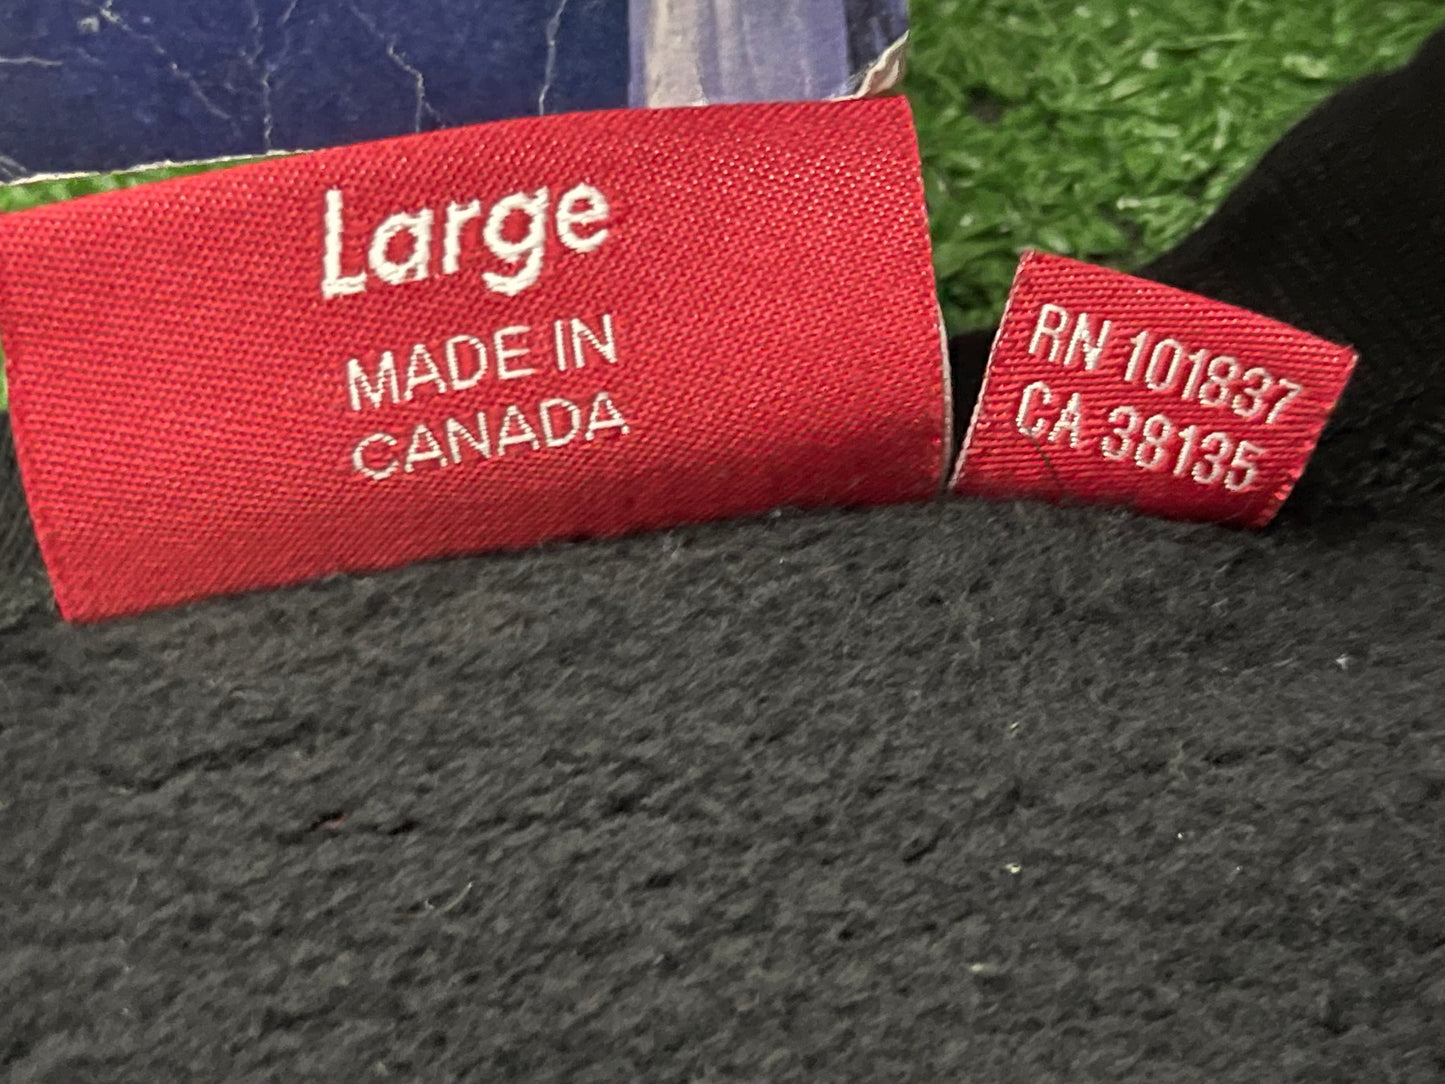 Large
MADE IN
CANADA
RN 101837
CA 38135